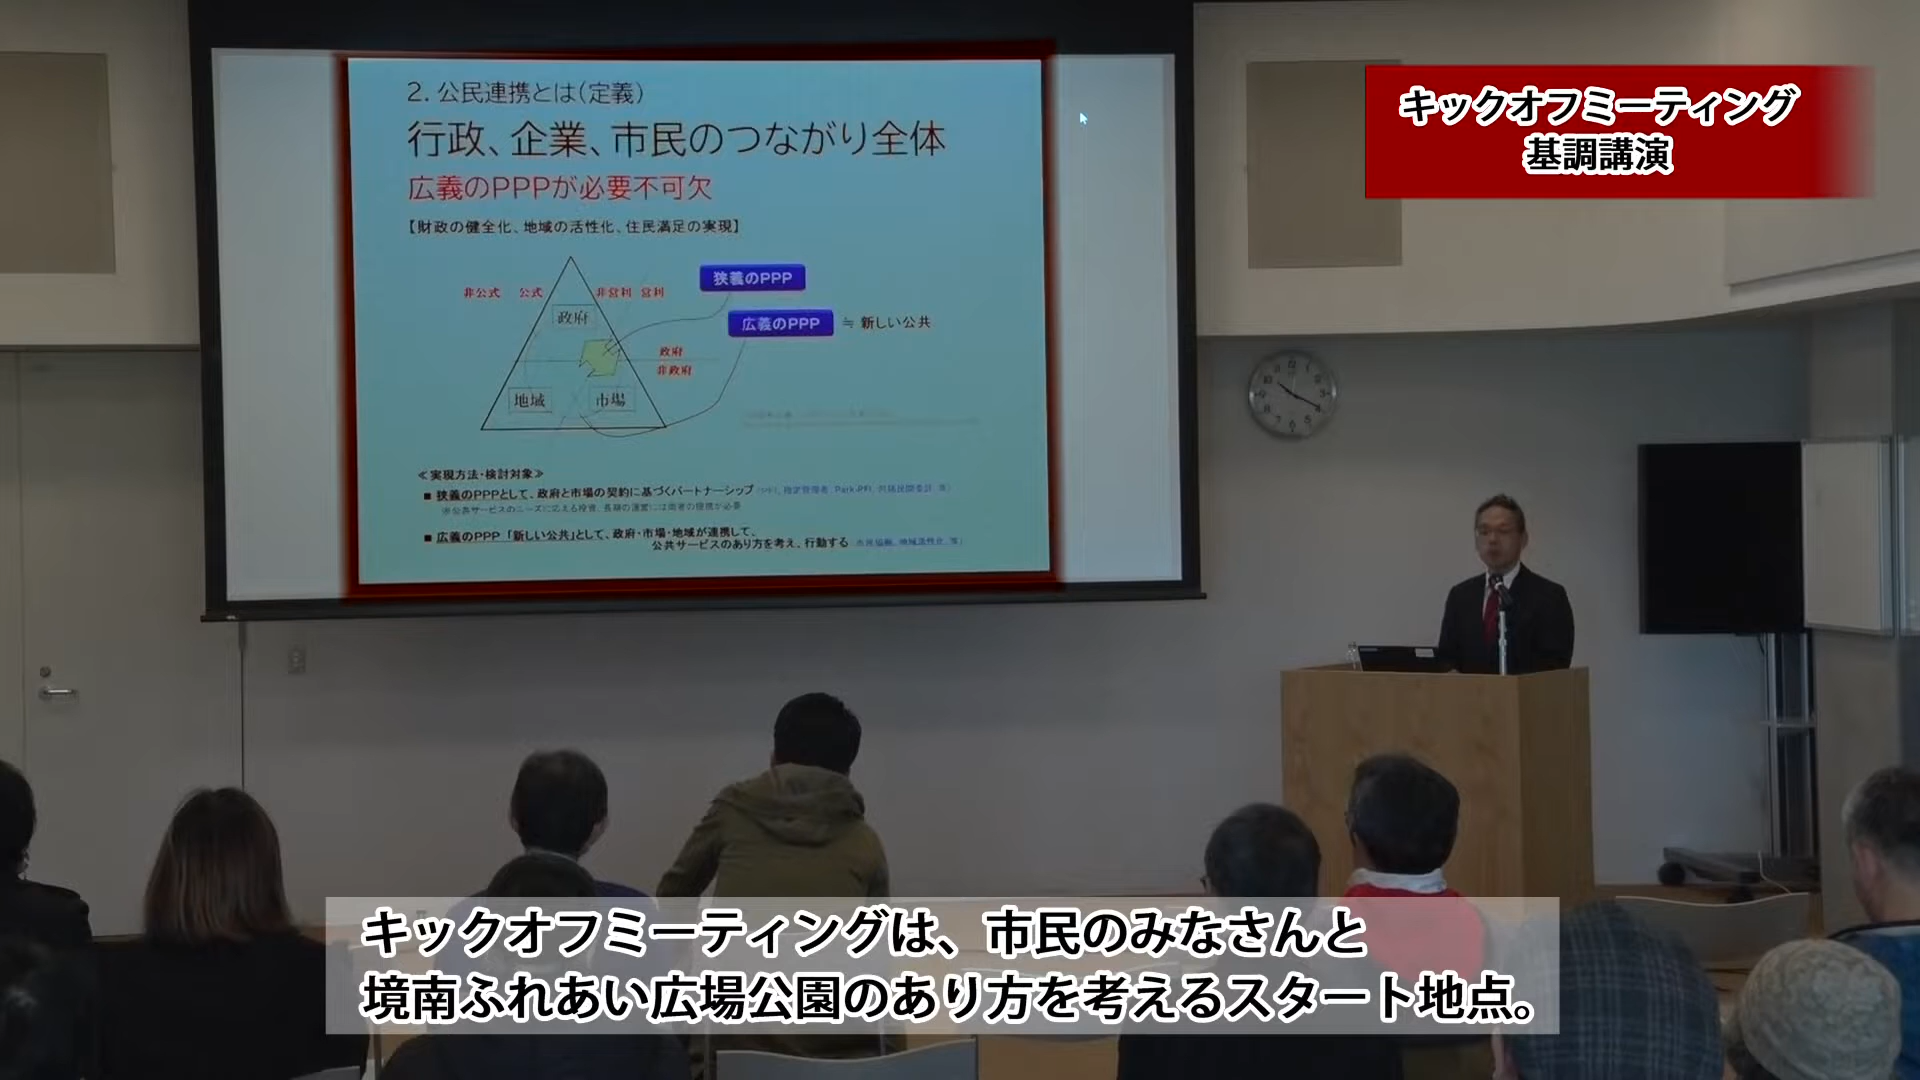 キックオフミーティング
基調講演
2. 公民連携とは(定義)
行政、企業、市民のつながり全体
広義のPPPが必要不可欠
【財政の健全化、地域の活性化、住民満足の実現】
狭義のPPP
非公式 公式 非営利 営利
政府
広義のPPP ≒ 新しい公共
政府
非政府
地域 市場
≪実現方法・検討対象≫
■ 狭義のPPPとして、政府と市場の契約に基づくパートナーシップ
■ 広義のPPP「新しい公共」として、政府・市場・地域が連携して、
公共サービスのあり方を考え、行動する
キックオフミーティングは、市民のみなさんと
境南ふれあい広場公園のあり方を考えるスタート地点。